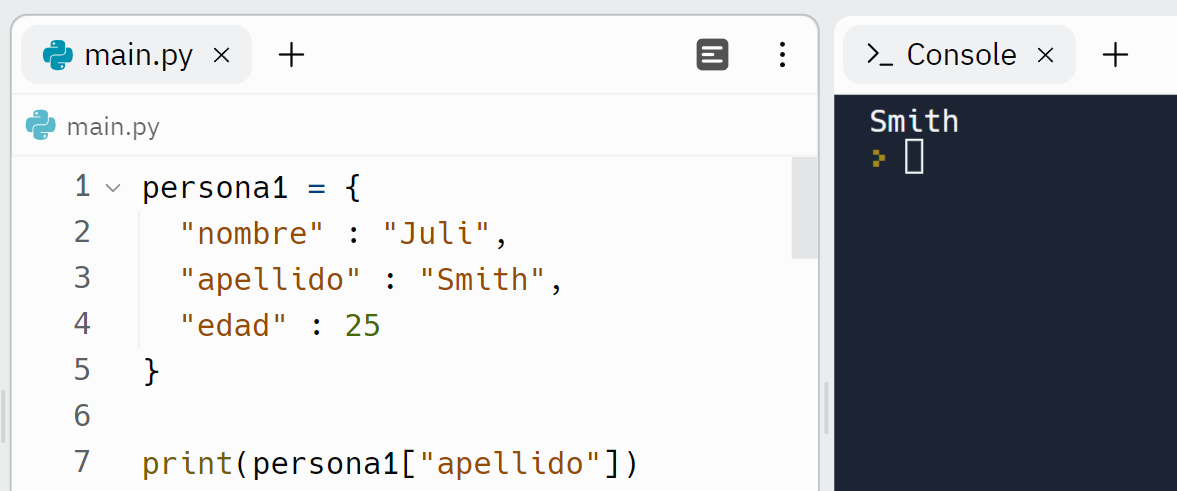 main.py
main.py
1 persona1 = {
2   "nombre" : "Juli",
3   "apellido" : "Smith",
4   "edad" : 25
5 }
6
7 print(persona1["apellido"])
Console
Smith